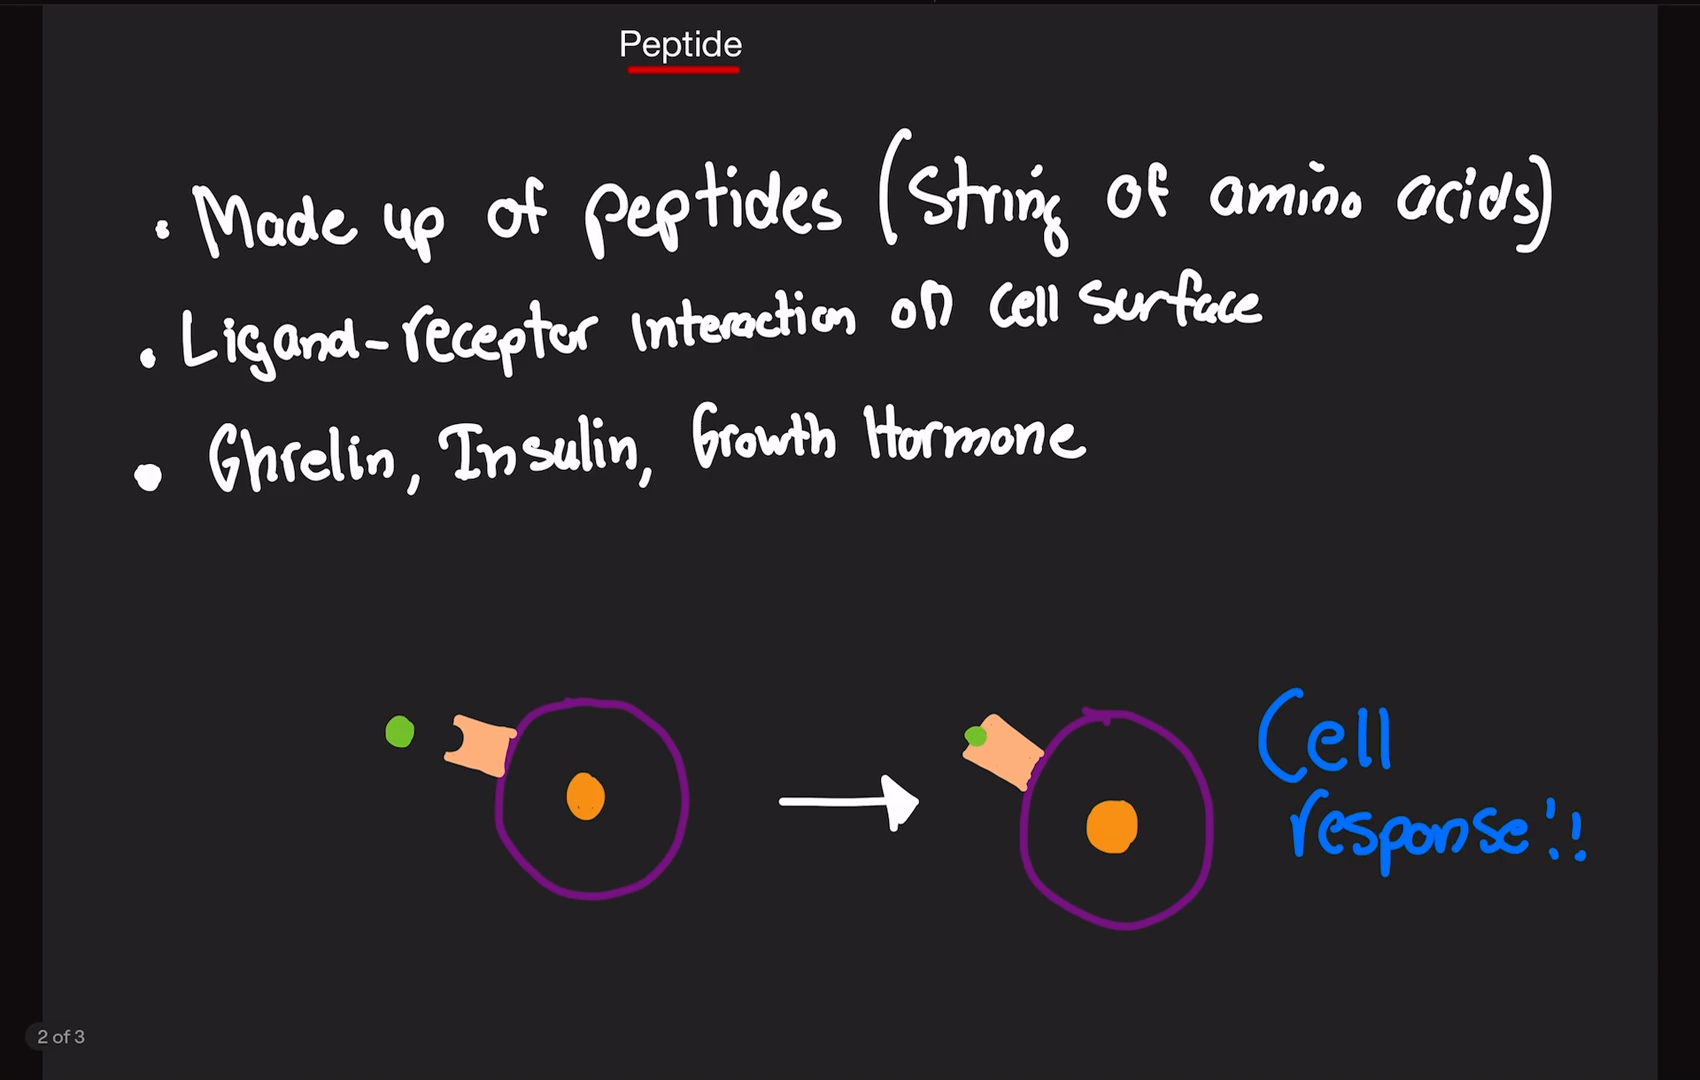 Peptide
• Made up of peptides (string of amino acids)
• Ligand-receptor interaction on cell surface
• Ghrelin, Insulin, Growth Hormone
Cell
response!!
2 of 3